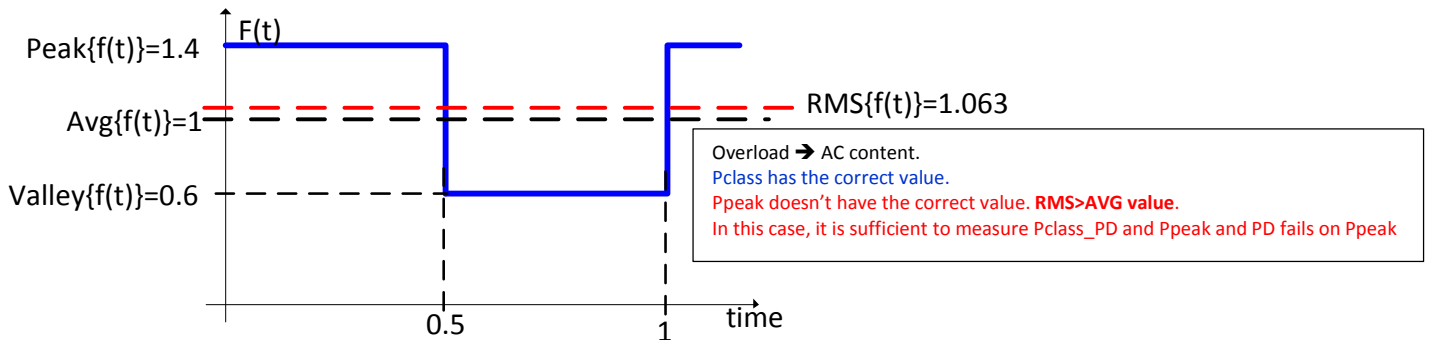 F(t)
Peak{f(t)}=1.4
RMS{f(t)}=1.063
Avg{f(t)}=1
Overload ➔ AC content.
Pclass has the correct value.
Ppeak doesn’t have the correct value. RMS>AVG value.
In this case, it is sufficient to measure Pclass_PD and Ppeak and PD fails on Ppeak
Valley{f(t)}=0.6
0.5
1
time